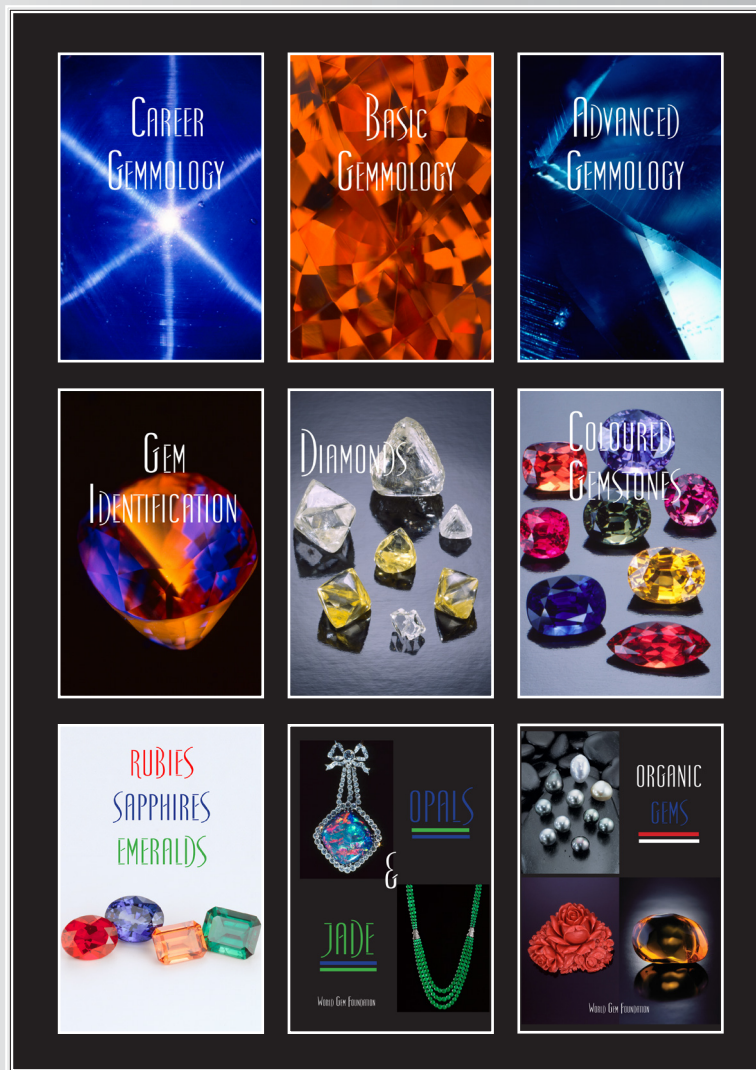 CAREER
GEMMOLOGY
BASIC
GEMMOLOGY
ADVANCED
GEMMOLOGY
GEM
IDENTIFICATION
DIAMONDS
COLOURED
GEMSTONES
RUBIES
SAPPHIRES
EMERALDS
OPALS
&
JADE
WORLD GEM FOUNDATION
ORGANIC
GEMS
WORLD GEM FOUNDATION